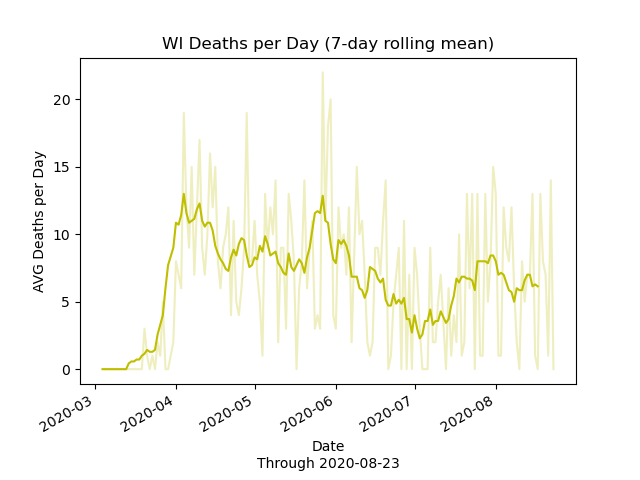 WI Deaths per Day (7-day rolling mean)
AVG Deaths per Day
20
15
10
5
0
2020-03
2020-04
2020-05
2020-06
2020-07
2020-08
Date
Through 2020-08-23